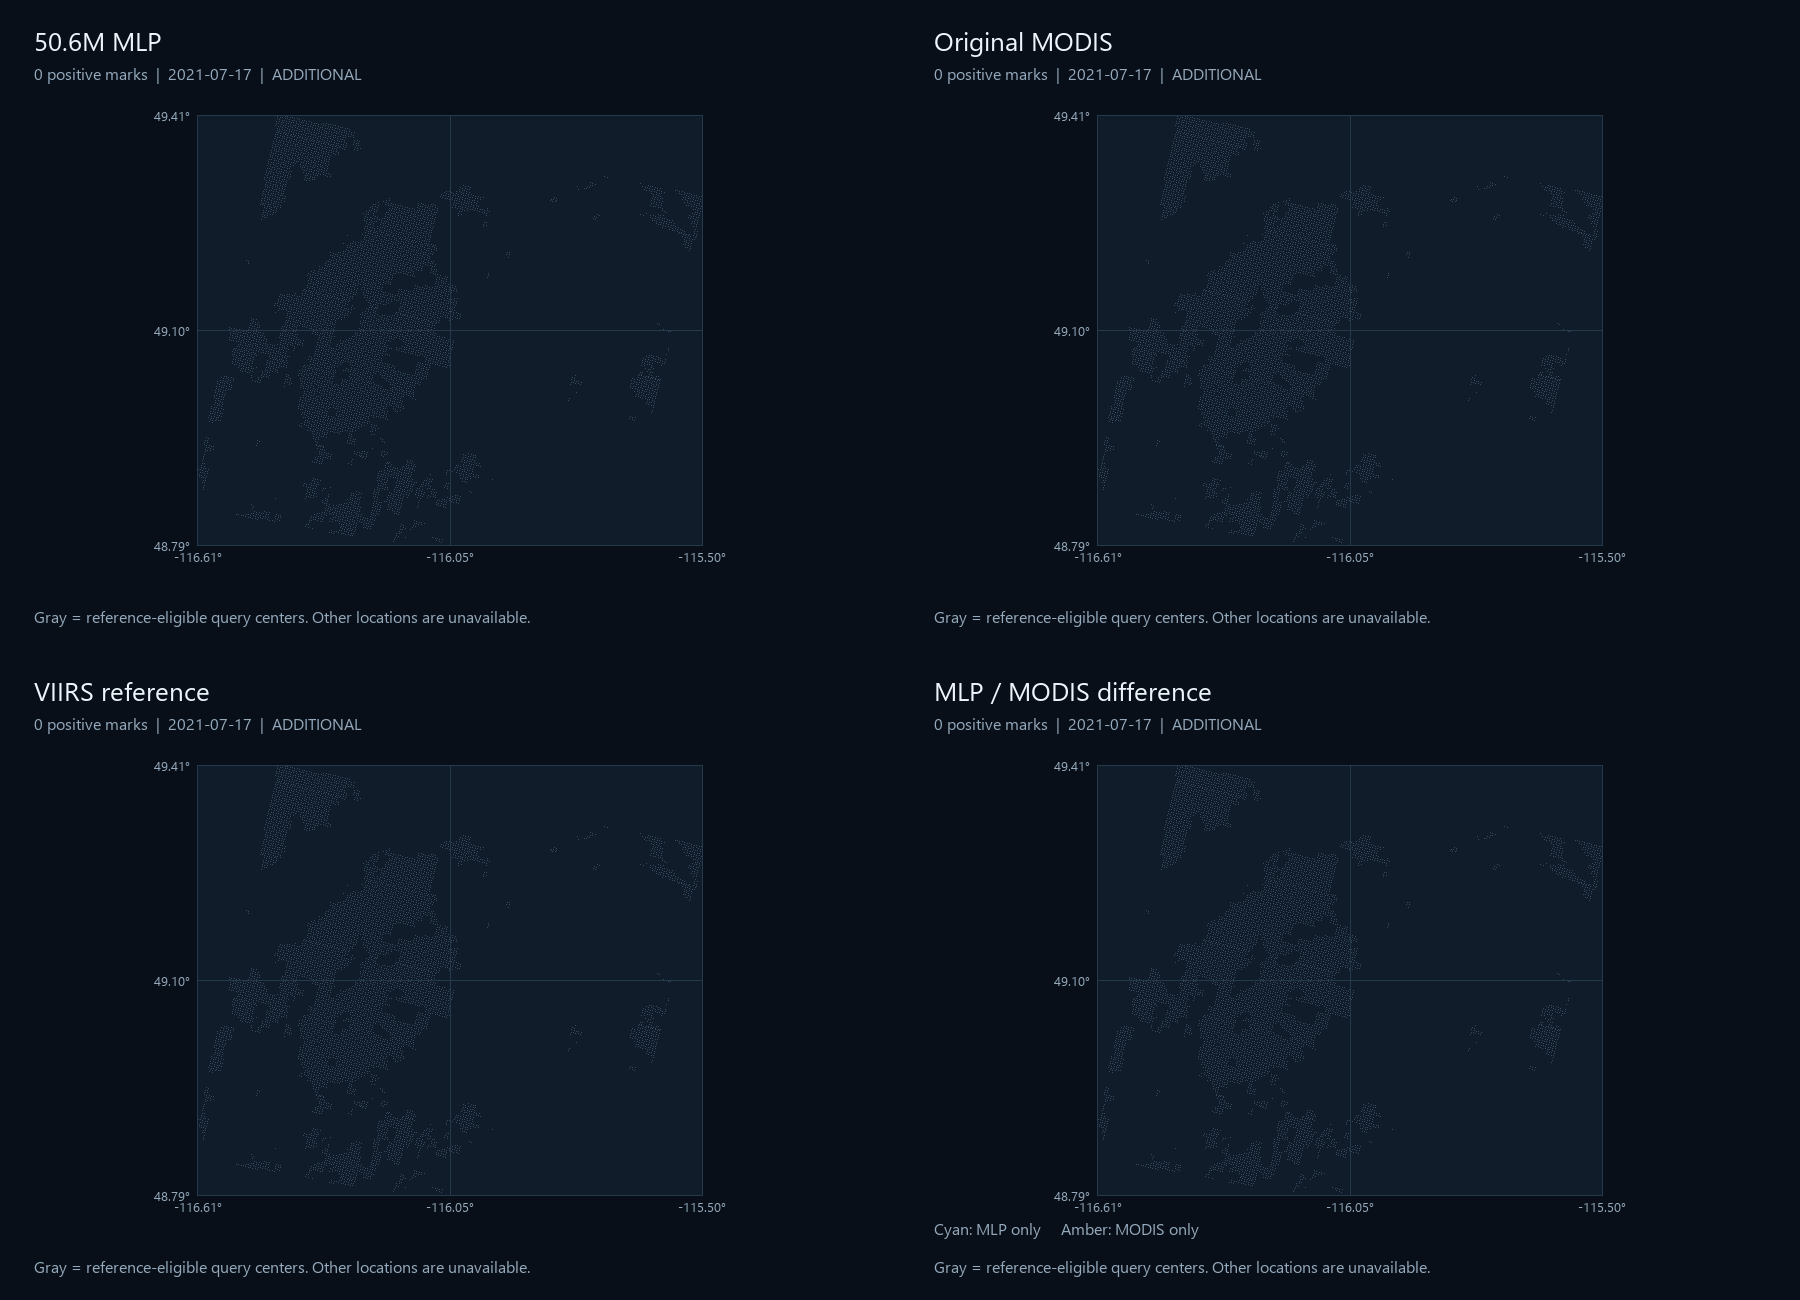 50.6M MLP
0 positive marks | 2021-07-17 | ADDITIONAL
49.41°
49.10°
48.79°
-116.61°
-116.05°
-115.50°
Gray = reference-eligible query centers. Other locations are unavailable.
Original MODIS
0 positive marks | 2021-07-17 | ADDITIONAL
49.41°
49.10°
48.79°
-116.61°
-116.05°
-115.50°
Gray = reference-eligible query centers. Other locations are unavailable.
VIIRS reference
0 positive marks | 2021-07-17 | ADDITIONAL
49.41°
49.10°
48.79°
-116.61°
-116.05°
-115.50°
Gray = reference-eligible query centers. Other locations are unavailable.
MLP / MODIS difference
0 positive marks | 2021-07-17 | ADDITIONAL
49.41°
49.10°
48.79°
-116.61°
-116.05°
-115.50°
Cyan: MLP only Amber: MODIS only
Gray = reference-eligible query centers. Other locations are unavailable.